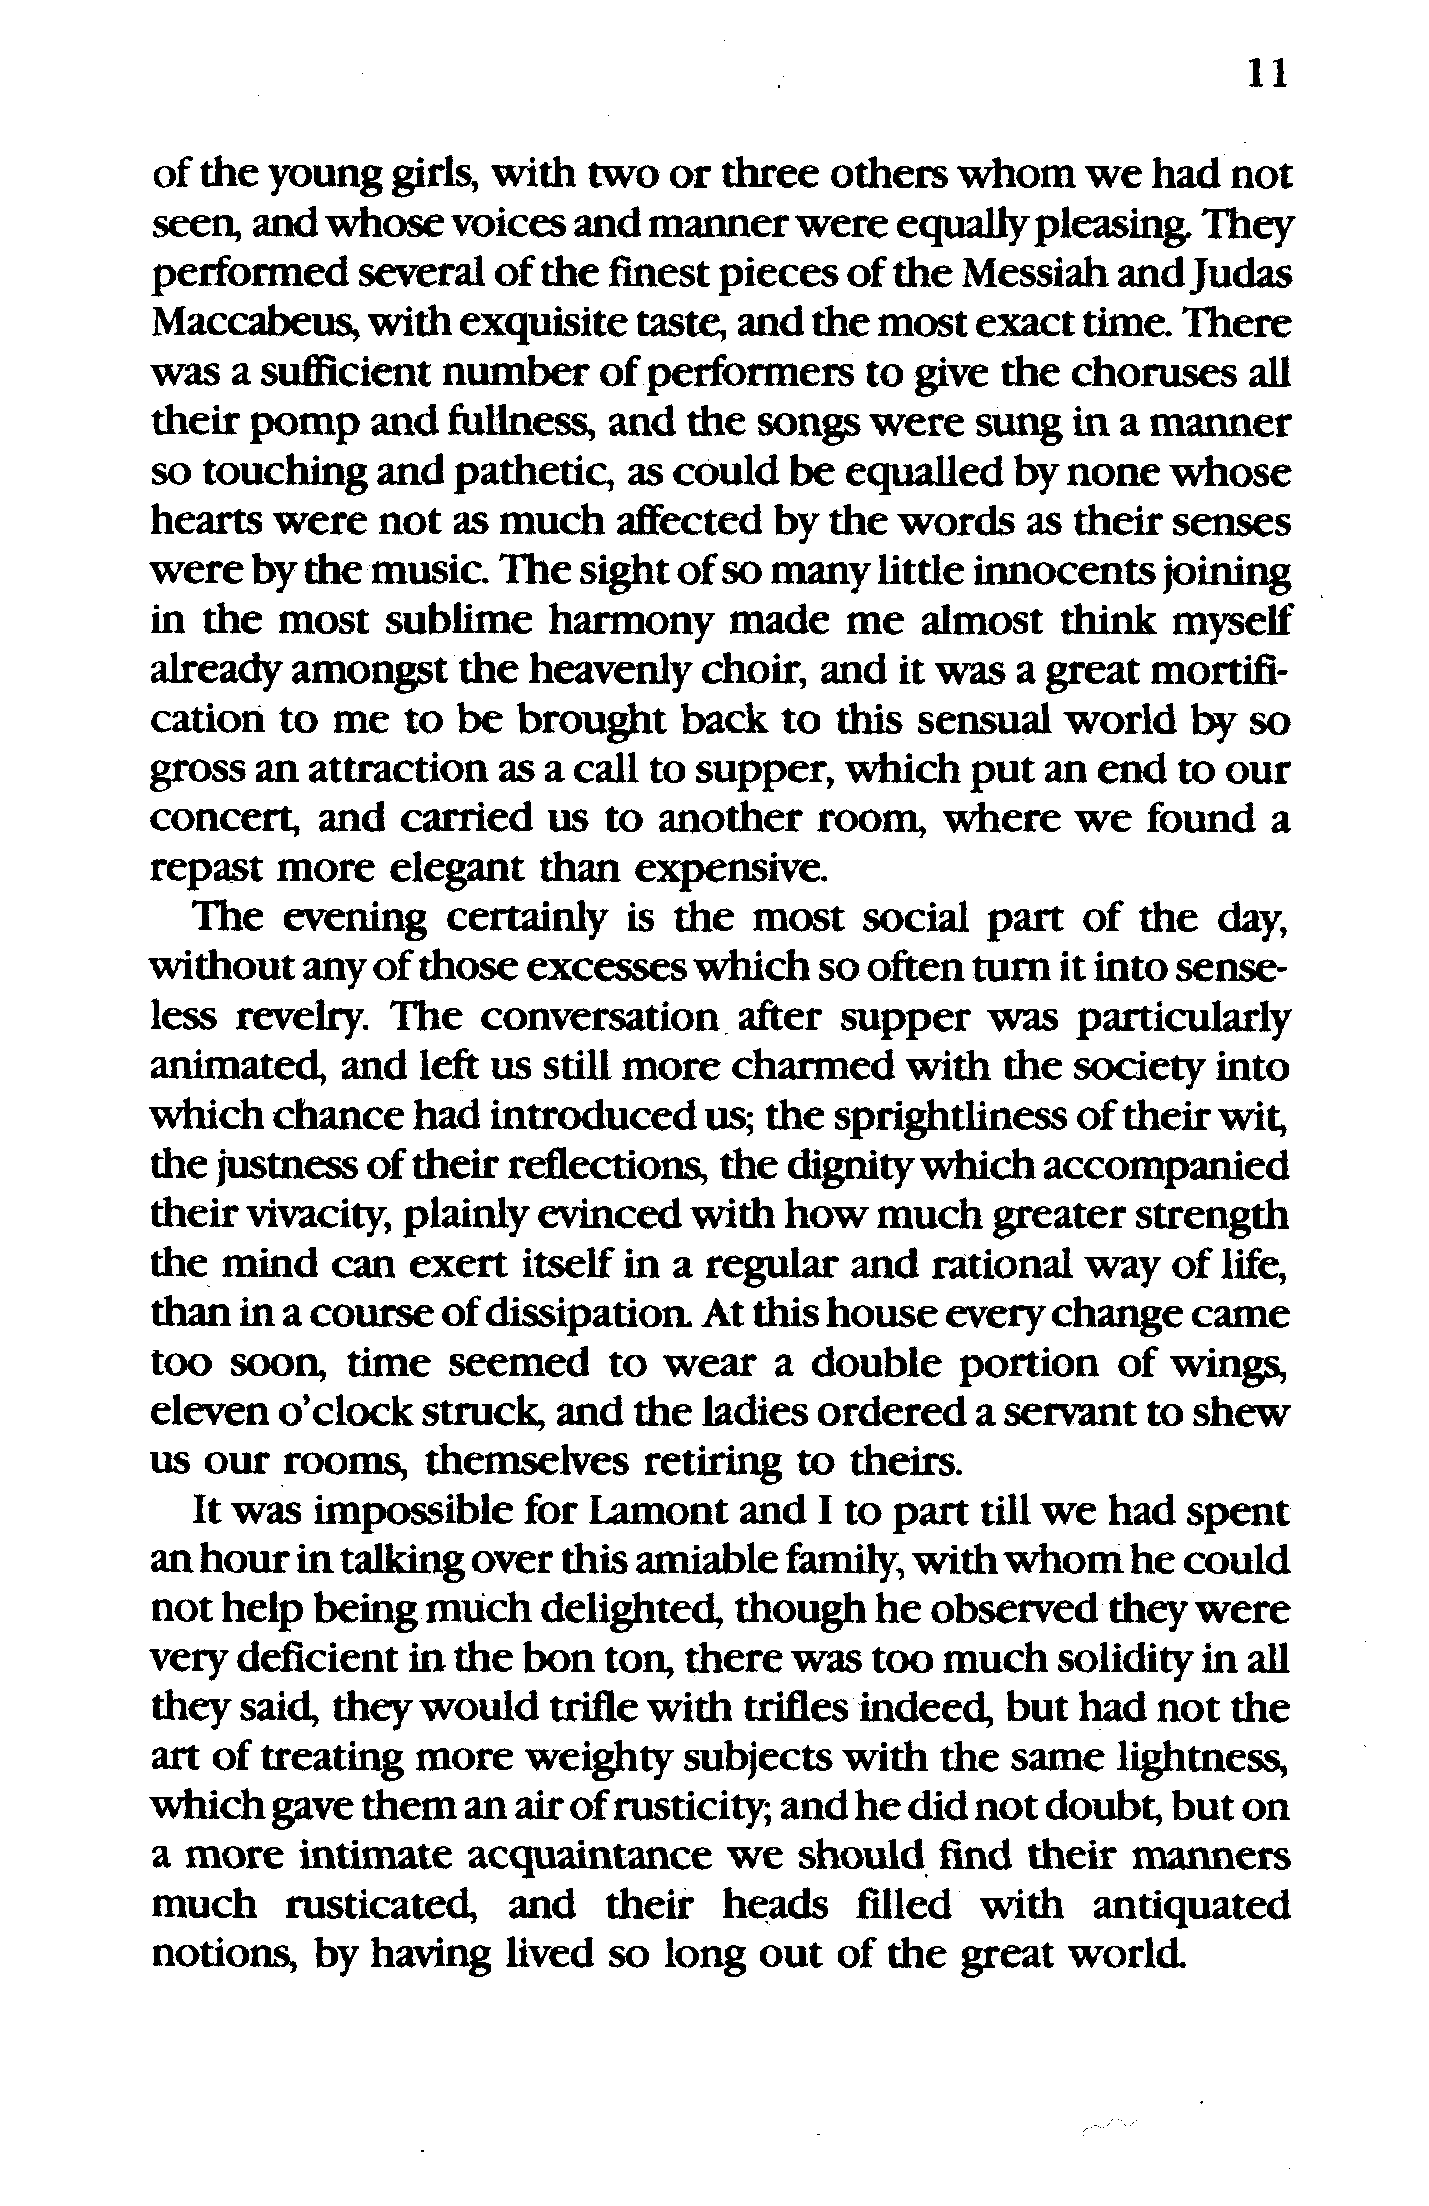 11
of the young girls, with two or three others whom we had not
seen, and whose voices and manner were equally pleasing. They
performed several of the finest pieces of the Messiah and Judas
Maccabeus, with exquisite taste, and the most exact time. There
was a sufficient number of performers to give the choruses all
their pomp and fullness, and the songs were sung in a manner
so touching and pathetic, as could be equalled by none whose
hearts were not as much affected by the words as their senses
were by the music. The sight of so many little innocents joining
in the most sublime harmony made me almost think myself
already amongst the heavenly choir, and it was a great mortifi-
cation to me to be brought back to this sensual world by so
gross an attraction as a call to supper, which put an end to our
concert, and carried us to another room, where we found a
repast more elegant than expensive.
The evening certainly is the most social part of the day,
without any of those excesses which so often turn it into sense-
less revelry. The conversation after supper was particularly
animated, and left us still more charmed with the society into
which chance had introduced us; the sprightliness of their wit,
the justness of their reflections, the dignity which accompanied
their vivacity, plainly evinced with how much greater strength
the mind can exert itself in a regular and rational way of life,
than in a course of dissipation. At this house every change came
too soon, time seemed to wear a double portion of wings,
eleven o'clock struck, and the ladies ordered a servant to shew
us our rooms, themselves retiring to theirs.
It was impossible for Lamont and I to part till we had spent
an hour in talking over this amiable family, with whom he could
not help being much delighted, though he observed they were
very deficient in the bon ton, there was too much solidity in all
they said, they would trifle with trifles indeed, but had not the
art of treating more weighty subjects with the same lightness,
which gave them an air of rusticity; and he did not doubt, but on
a more intimate acquaintance we should find their manners
much rusticated, and their heads filled with antiquated
notions, by having lived so long out of the great world.